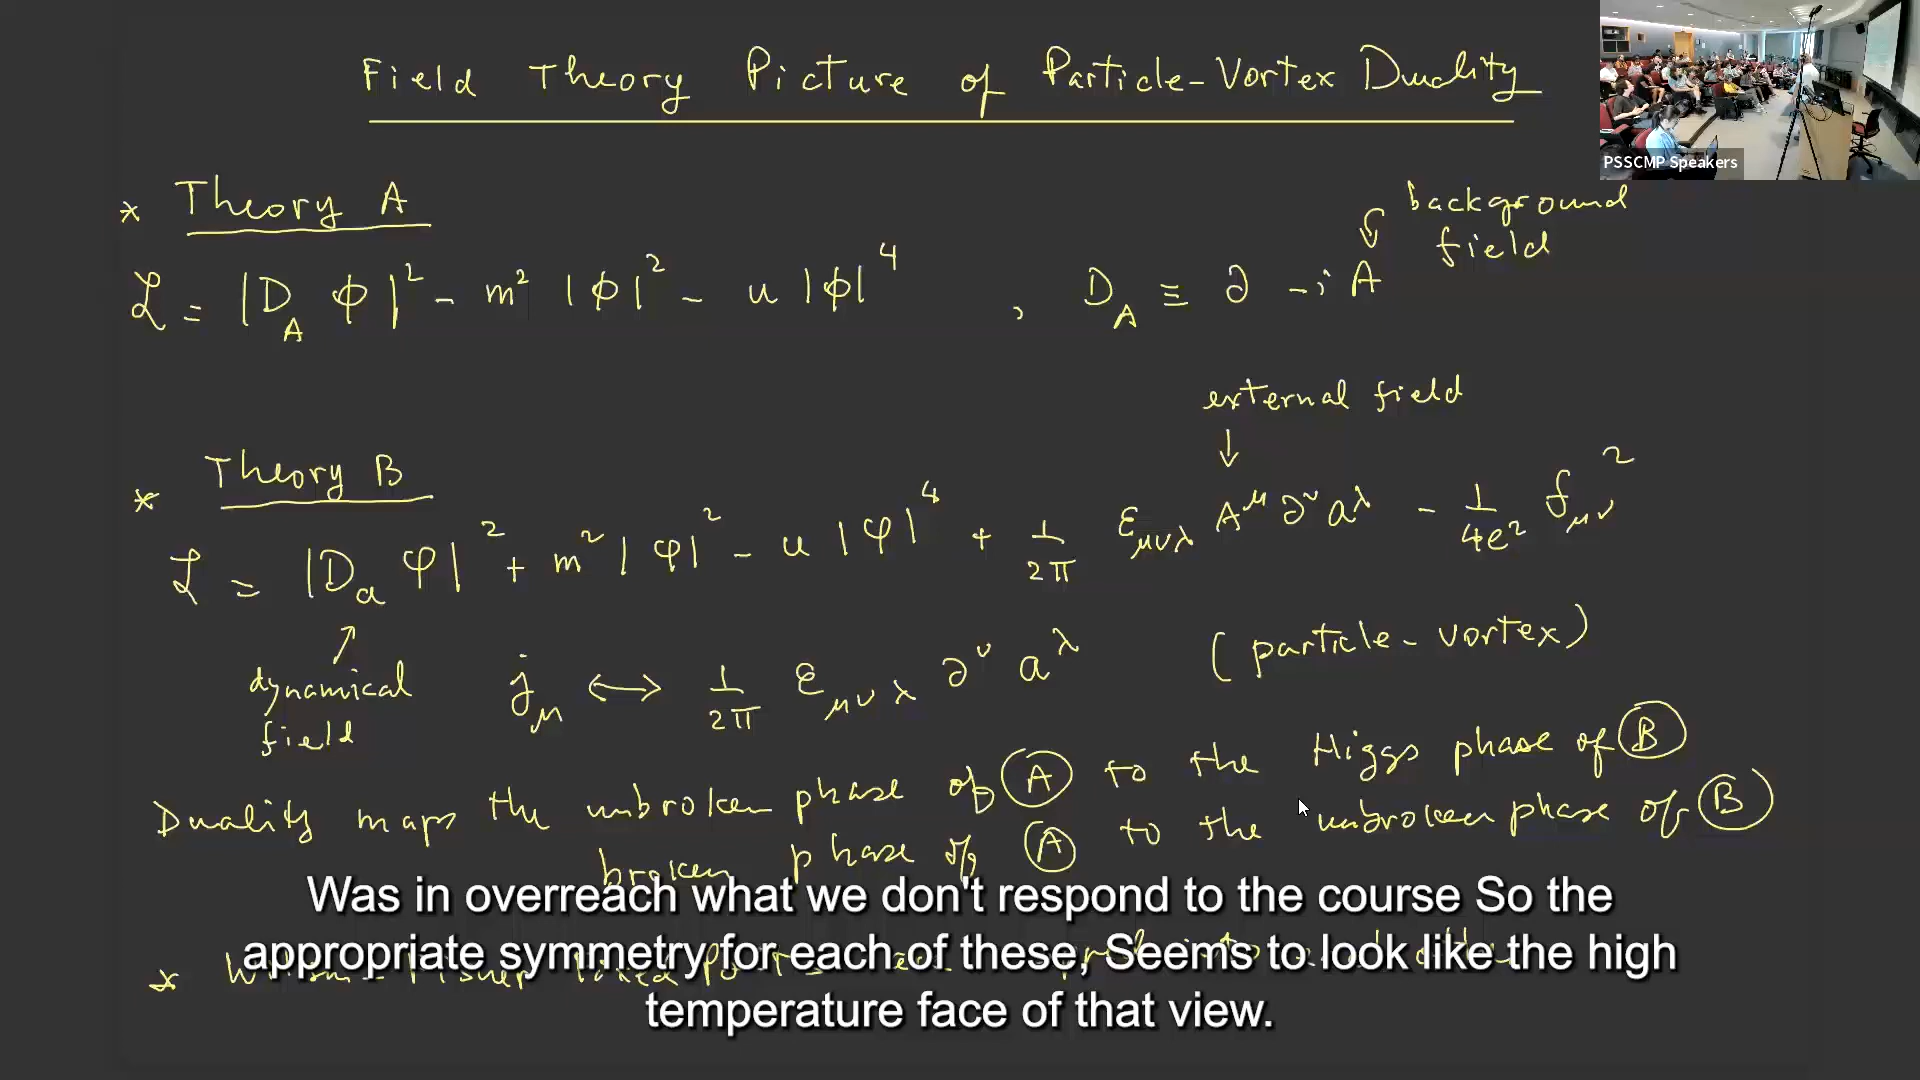 Field Theory Picture of Particle-Vortex Duality
PSSCMP Speakers
* Theory A
background field
ℒ = |D_A ϕ|² - m² |ϕ|² - u |ϕ|⁴ , D_A ≡ ∂ - i A
external field
↓
* Theory B
ℒ = |D_a φ|² + m² |φ|² - u |φ|⁴ + 1/2π ε_μνλ A^μ ∂^ν a^λ - 1/4e² f_μν²
dynamical field
j_μ ↔ 1/2π ε_μνλ ∂^ν a^λ (particle-vortex)
Duality maps the unbroken phase of Ⓐ to the Higgs phase of Ⓑ
broken phase of Ⓐ to the unbroken phase of Ⓑ
* Wilson-Fisher fixed points
Was in overreach what we don't respond to the course So the
appropriate symmetry for each of these, Seems to look like the high
temperature face of that view.